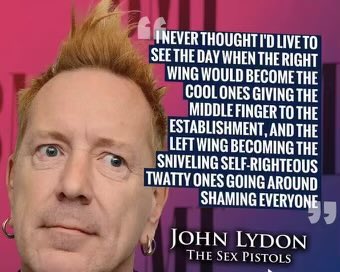 “I NEVER THOUGHT I'D LIVE TO
SEE THE DAY WHEN THE RIGHT
WING WOULD BECOME THE
COOL ONES GIVING THE
MIDDLE FINGER TO THE
ESTABLISHMENT, AND THE
LEFT WING BECOMING THE
SNIVELING SELF-RIGHTEOUS
TWATTY ONES GOING AROUND
SHAMING EVERYONE”
JOHN LYDON
THE SEX PISTOLS